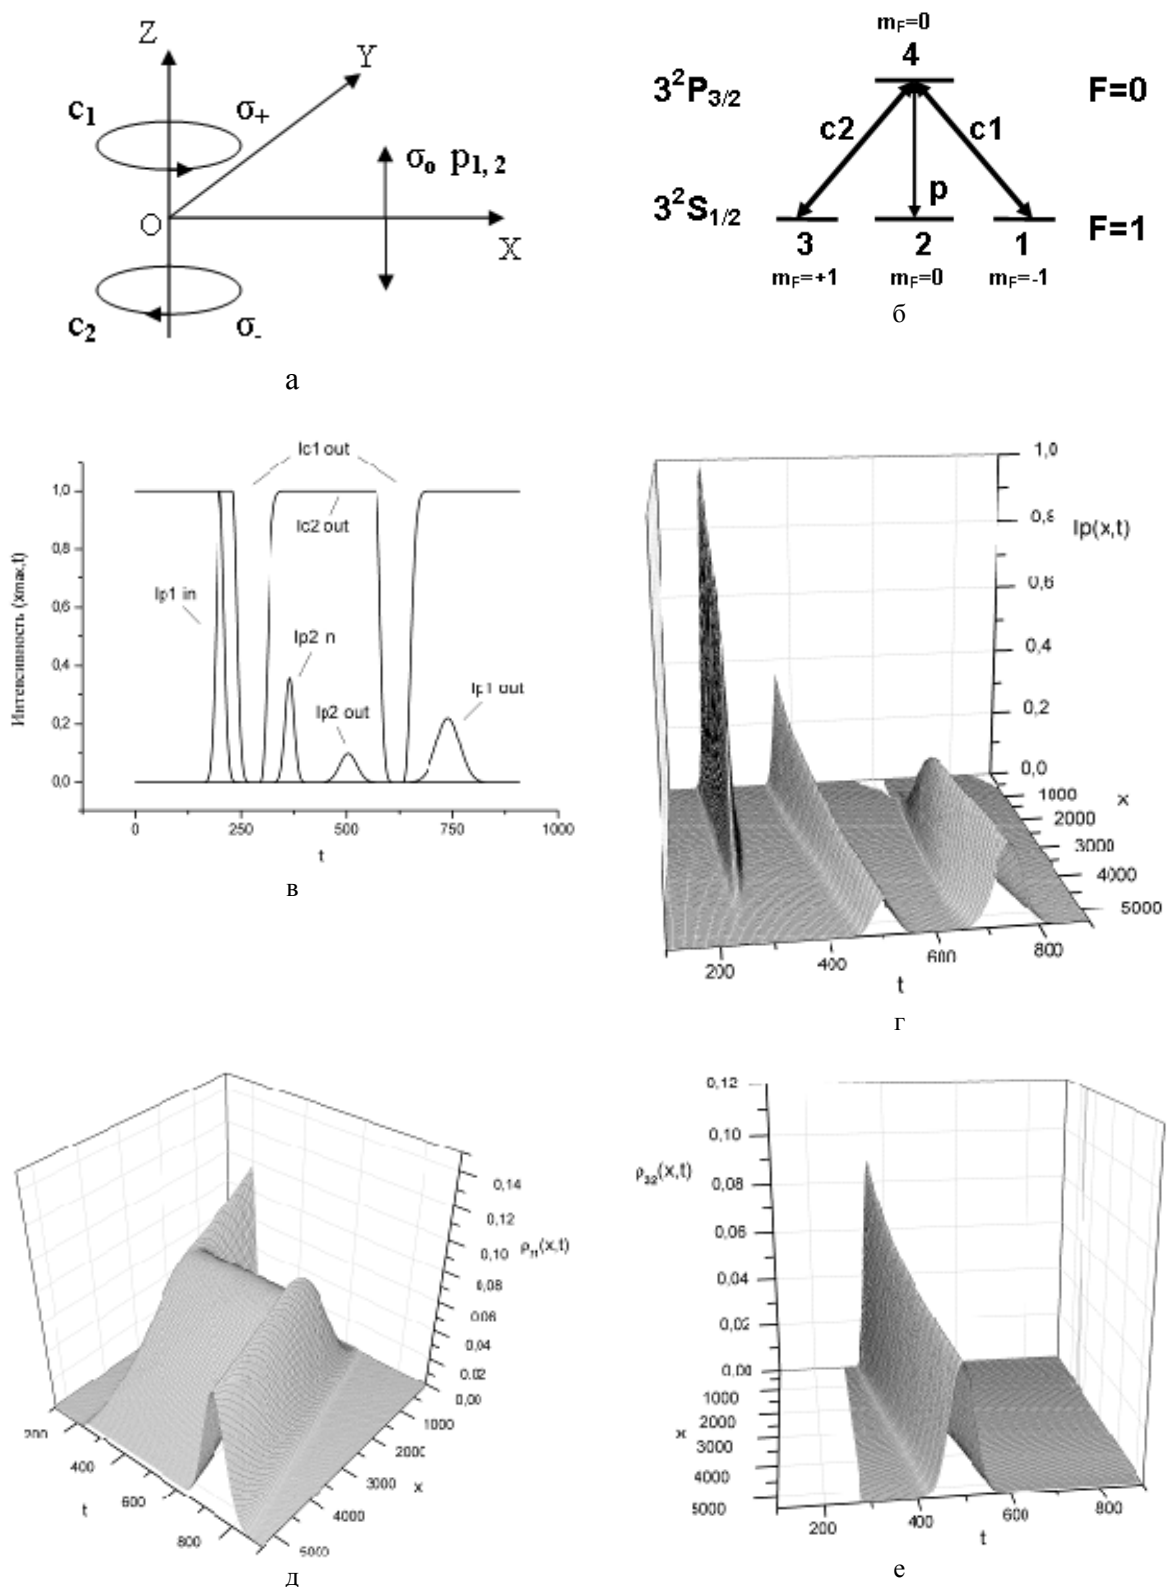 Z
Y
c₁
σ₊
σₒ p₁, ₂
O
X
c₂
σ₋
а
m_F=0
4
3²P₃/₂
F=0
c2
c1
p
3²S₁/₂
F=1
3
2
1
m_F=+1
m_F=0
m_F=-1
б
Ic1 out
1,0
Ic2 out
0,8
Ip1 in
0,6
Ip2 n
0,4
Ip1 out
Ip2 out
0,2
0,0
Интенсивность (xmax,t)
0
250
500
750
1000
t
в
1,0
Ip(x,t)
0,8
0,6
0,4
0,2
0,0
1000
x
2000
3000
4000
5000
200
400
600
800
t
г
0,14
0,12
0,10
ρ₁₁(x,t)
0,08
0,06
0,04
0.02
0,00
200
400
600
800
t
1000
2000
3000
x
4000
5000
д
0,12
0,10
ρ₃₂(x,t)
0,08
0,06
0,04
0,02
0,00
1000
2000
x
3000
4000
5000
200
400
600
800
t
е